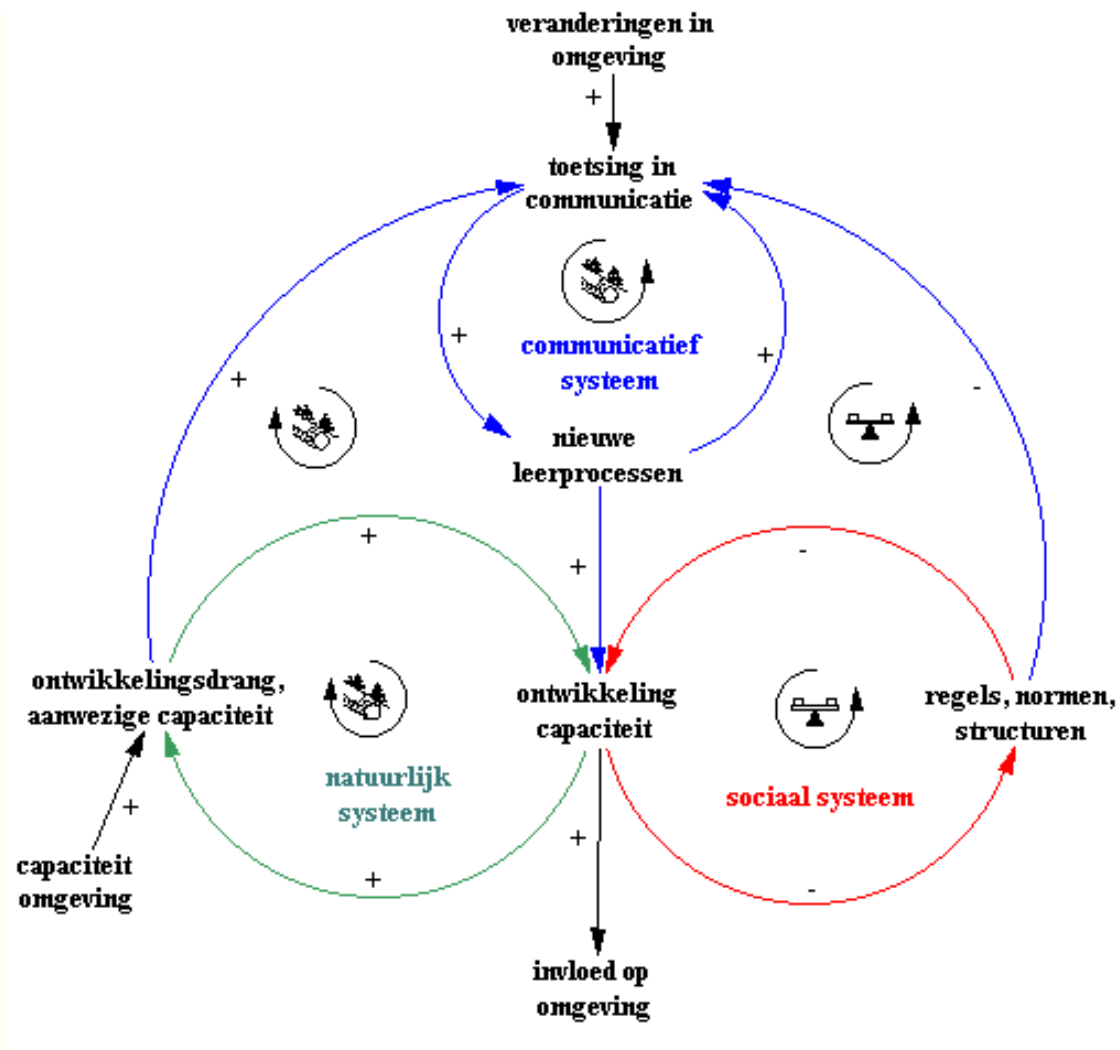 veranderingen in
omgeving
+
toetsing in
communicatie
communicatief
systeem
+
+
+
-
nieuwe
leerprocessen
+
-
+
ontwikkelingsdrang,
aanwezige capaciteit
ontwikkeling
capaciteit
regels, normen,
structuren
natuurlijk
systeem
sociaal systeem
+
+
capaciteit
omgeving
+
-
invloed op
omgeving